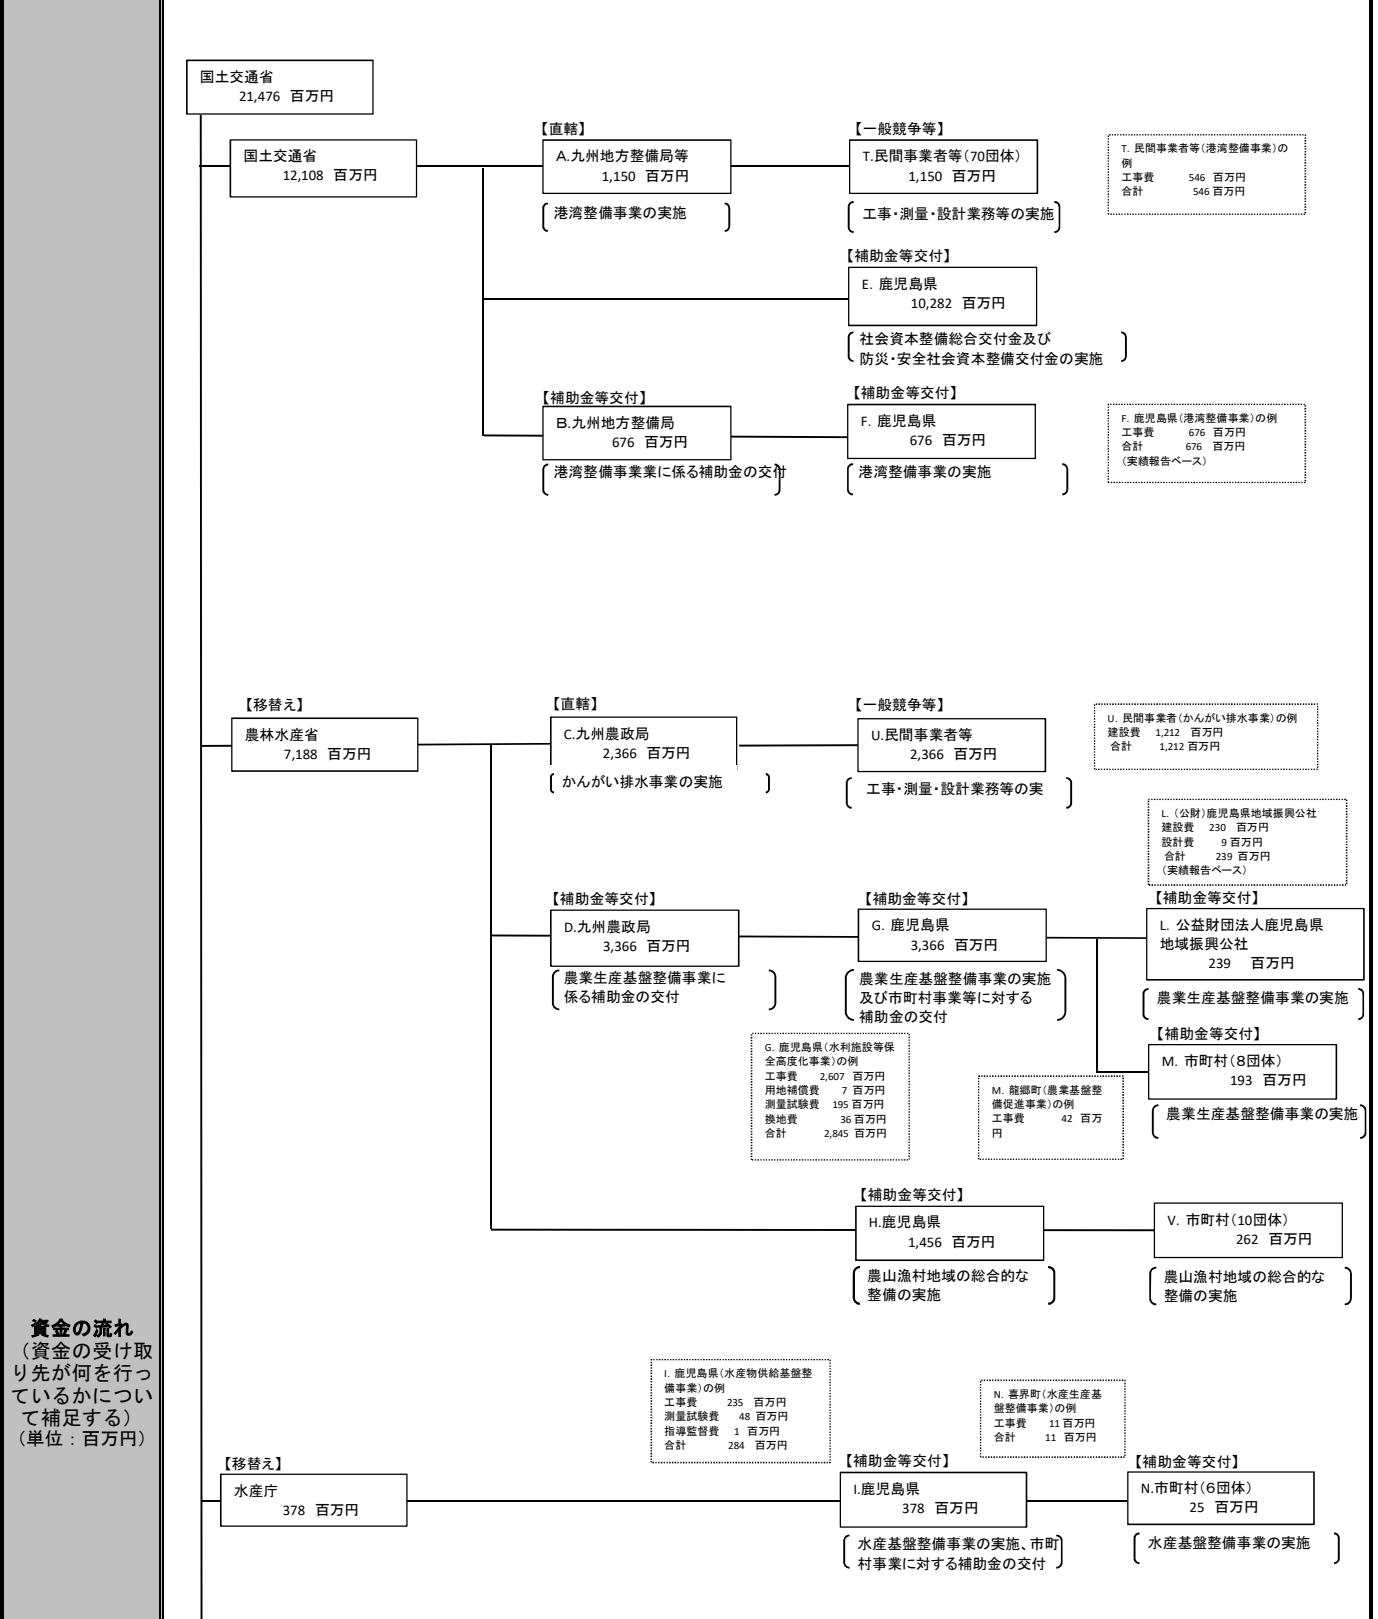 国土交通省
21,476 百万円
国土交通省
12,108 百万円
【直轄】
A.九州地方整備局等
1,150 百万円
港湾整備事業の実施
【一般競争等】
T.民間事業者等(70団体)
1,150 百万円
工事・測量・設計業務等の実施
T. 民間事業者等(港湾整備事業)の
例
工事費 546 百万円
合計 546 百万円
【補助金等交付】
E. 鹿児島県
10,282 百万円
社会資本整備総合交付金及び
防災・安全社会資本整備交付金の実施
【補助金等交付】
B.九州地方整備局
676 百万円
港湾整備事業業に係る補助金の交付
【補助金等交付】
F. 鹿児島県
676 百万円
港湾整備事業の実施
F. 鹿児島県(港湾整備事業)の例
工事費 676 百万円
合計 676 百万円
(実績報告ベース)
【移替え】
農林水産省
7,188 百万円
【直轄】
C.九州農政局
2,366 百万円
かんがい排水事業の実施
【一般競争等】
U.民間事業者等
2,366 百万円
工事・測量・設計業務等の実
U. 民間事業者(かんがい排水事業)の例
建設費 1,212 百万円
合計 1,212 百万円
L. (公財)鹿児島県地域振興公社
建設費 230 百万円
設計費 9 百万円
合計 239 百万円
(実績報告ベース)
【補助金等交付】
D.九州農政局
3,366 百万円
農業生産基盤整備事業に
係る補助金の交付
【補助金等交付】
G. 鹿児島県
3,366 百万円
農業生産基盤整備事業の実施
及び市町村事業等に対する
補助金の交付
【補助金等交付】
L. 公益財団法人鹿児島県
地域振興公社
239 百万円
農業生産基盤整備事業の実施
【補助金等交付】
M. 市町村(8団体)
193 百万円
農業生産基盤整備事業の実施
G. 鹿児島県(水利施設等保
全高度化事業)の例
工事費 2,607 百万円
用地補償費 7 百万円
測量試験費 195 百万円
換地費 36 百万円
合計 2,845 百万円
M. 龍郷町(農業基盤整
備促進事業)の例
工事費 42 百万
円
【補助金等交付】
H.鹿児島県
1,456 百万円
農山漁村地域の総合的な
整備の実施
V. 市町村(10団体)
262 百万円
農山漁村地域の総合的な
整備の実施
資金の流れ
(資金の受け取
り先が何を行っ
ているかについ
て補足する)
(単位:百万円)
I. 鹿児島県(水産物供給基盤整
備事業)の例
工事費 235 百万円
測量試験費 48 百万円
指導監督費 1 百万円
合計 284 百万円
N. 喜界町(水産生産基
盤整備事業)の例
工事費 11 百万円
合計 11 百万円
【移替え】
水産庁
378 百万円
【補助金等交付】
I.鹿児島県
378 百万円
水産基盤整備事業の実施、市町
村事業に対する補助金の交付
【補助金等交付】
N.市町村(6団体)
25 百万円
水産基盤整備事業の実施